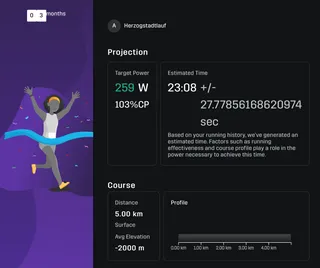 0 3 months
A Herzogstadtlauf
Projection
Target Power
259 W
103%CP
Estimated Time
23:08 +/-
27.77856168620974
sec
Based on your running history, we've generated an
estimated time. Factors such as running
effectiveness and course profile play a role in the
power necessary to achieve this time.
Course
Distance
5.00 km
Surface
Avg Elevation
-2000 m
Profile
0.00 km 1.00 km 2.00 km 3.00 km 4.00 km